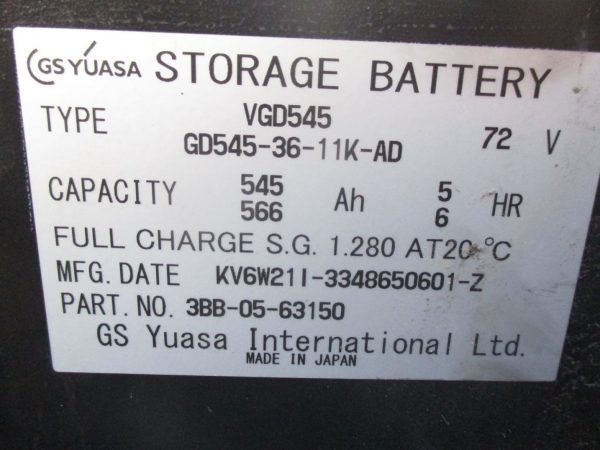 GS YUASA STORAGE BATTERY
TYPE VGD545 72 V
GD545-36-11K-AD
CAPACITY 545 Ah 5 HR
566 6
FULL CHARGE S.G. 1.280 AT20 °C
MFG. DATE KV6W21I-3348650601-Z
PART. NO. 3BB-05-63150
GS Yuasa International Ltd.
MADE IN JAPAN